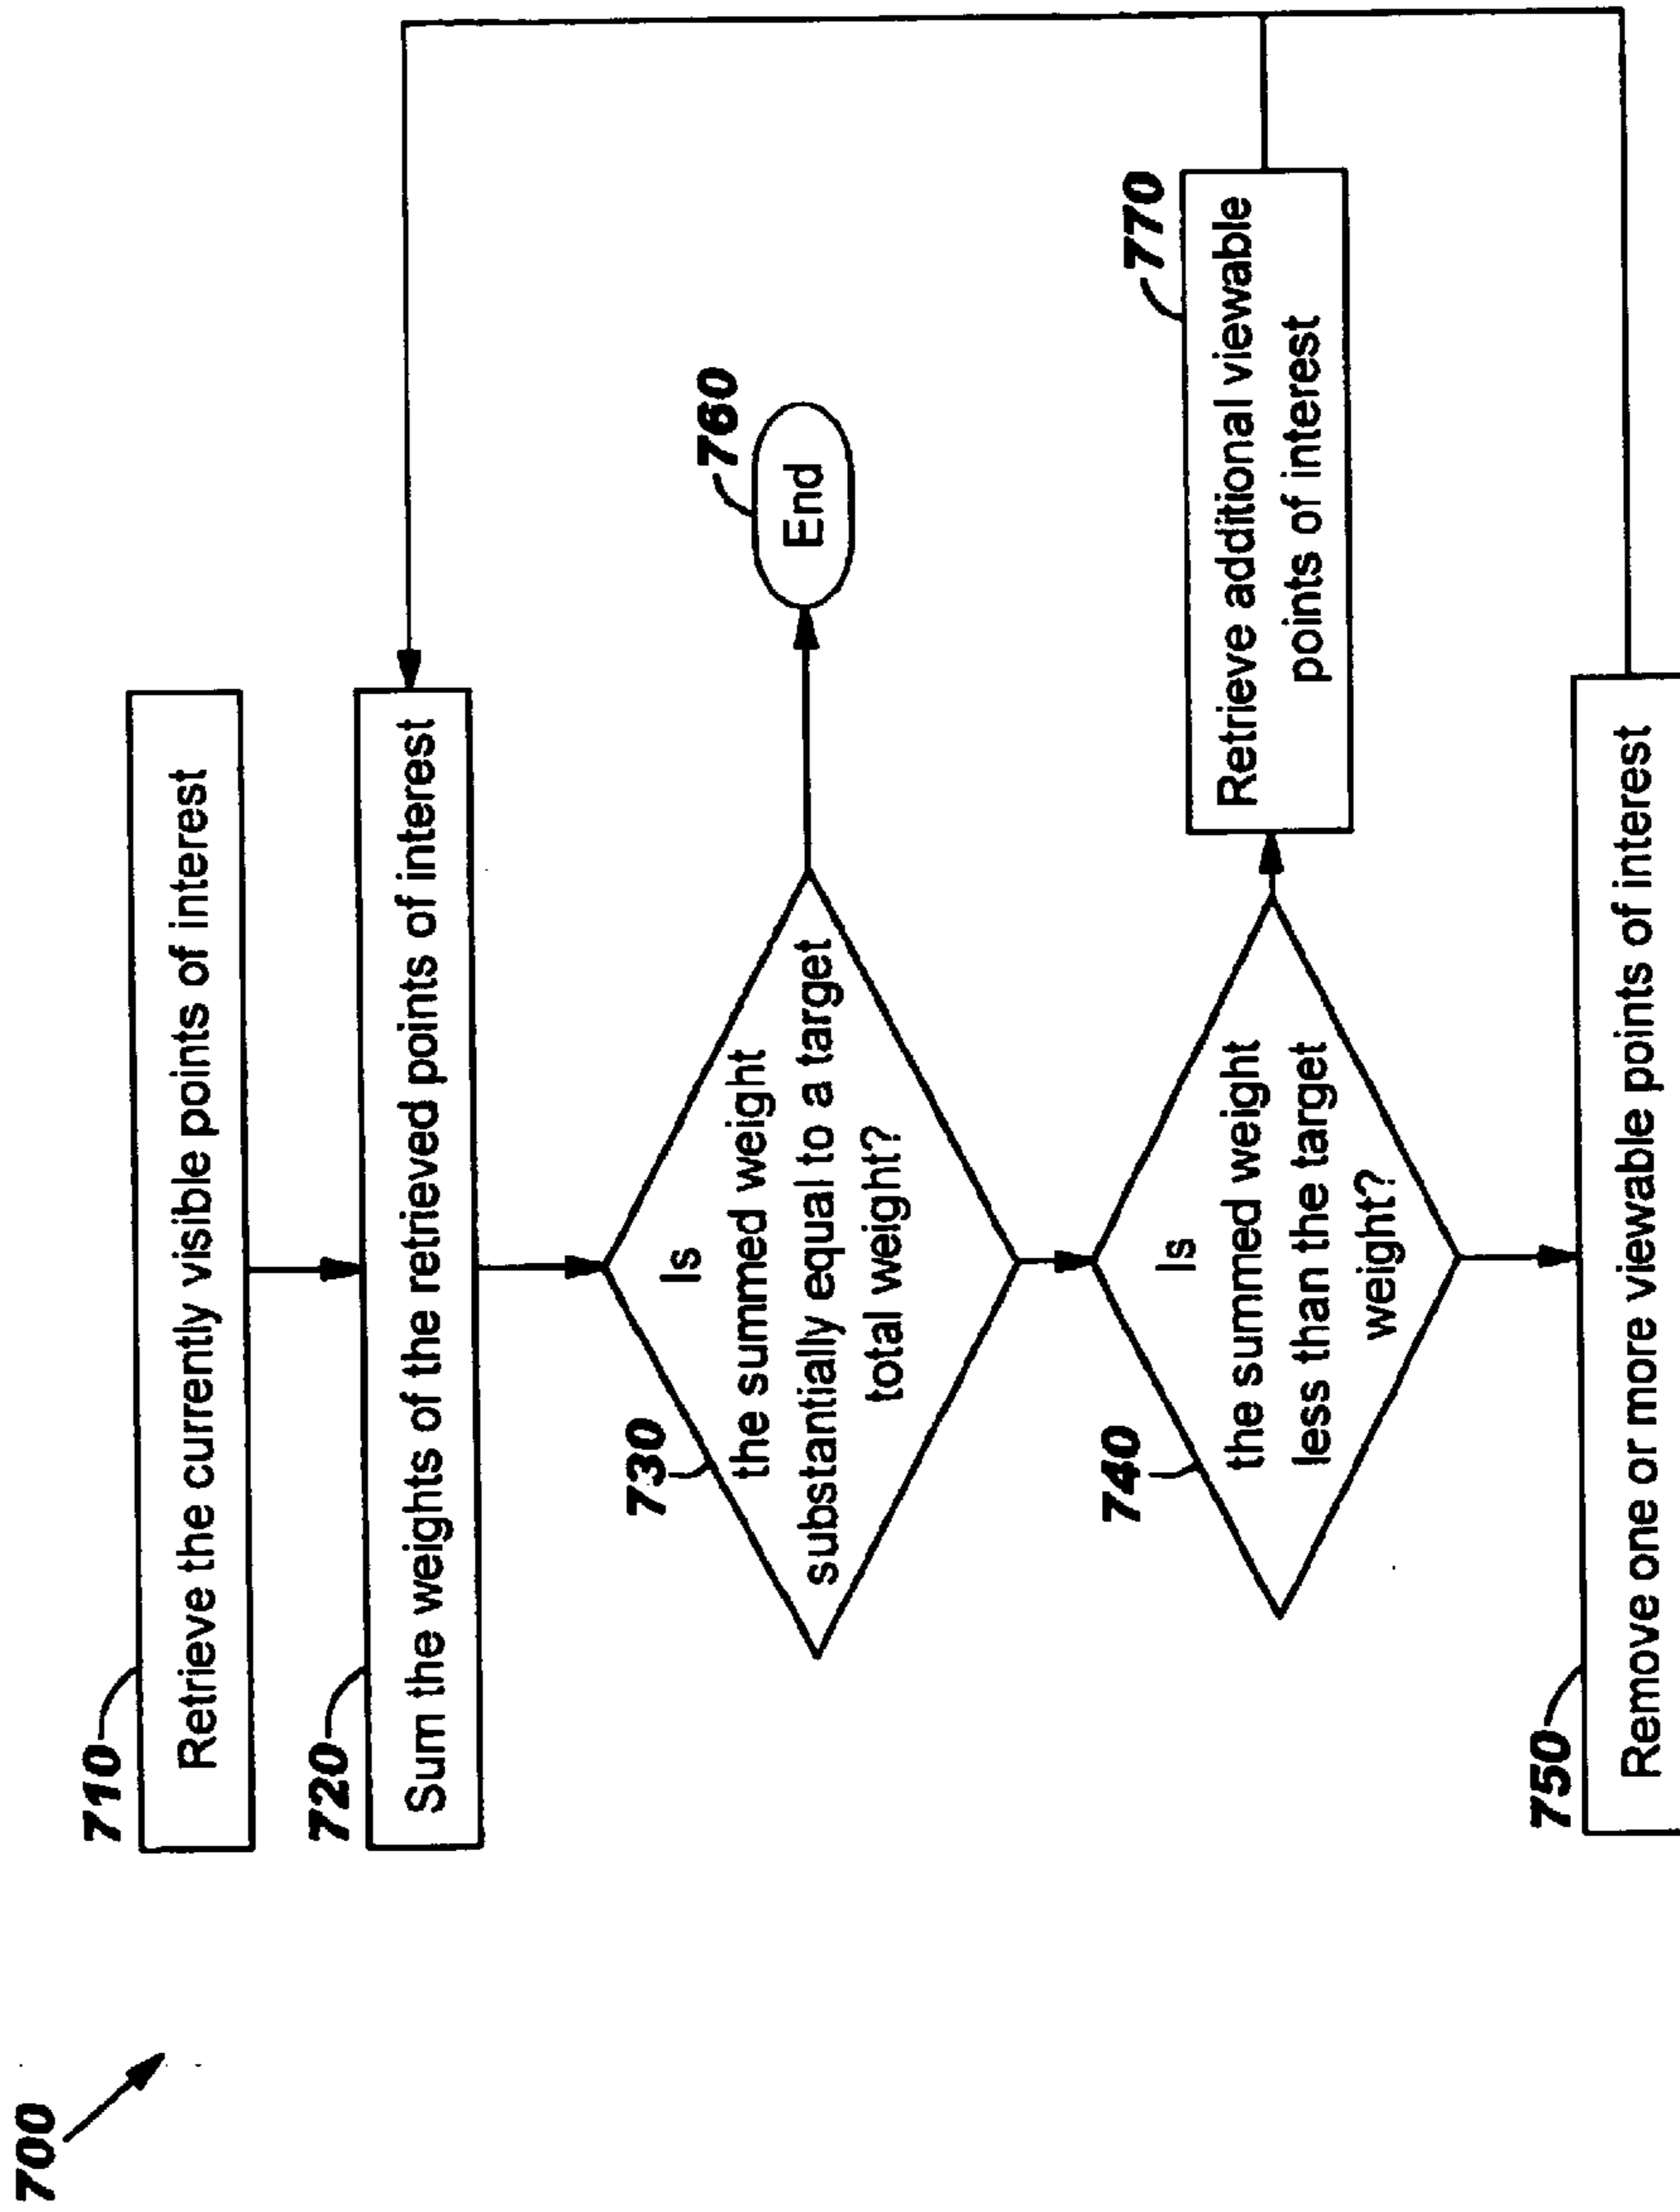 700
710
Retrieve the currently visible points of interest
720
Sum the weights of the retrieved points of interest
730
Is
the summed weight
substantially equal to a target
total weight?
760
End
740
Is
the summed weight
less than the target
weight?
770
Retrieve additional viewable
points of interest
750
Remove one or more viewable points of interest